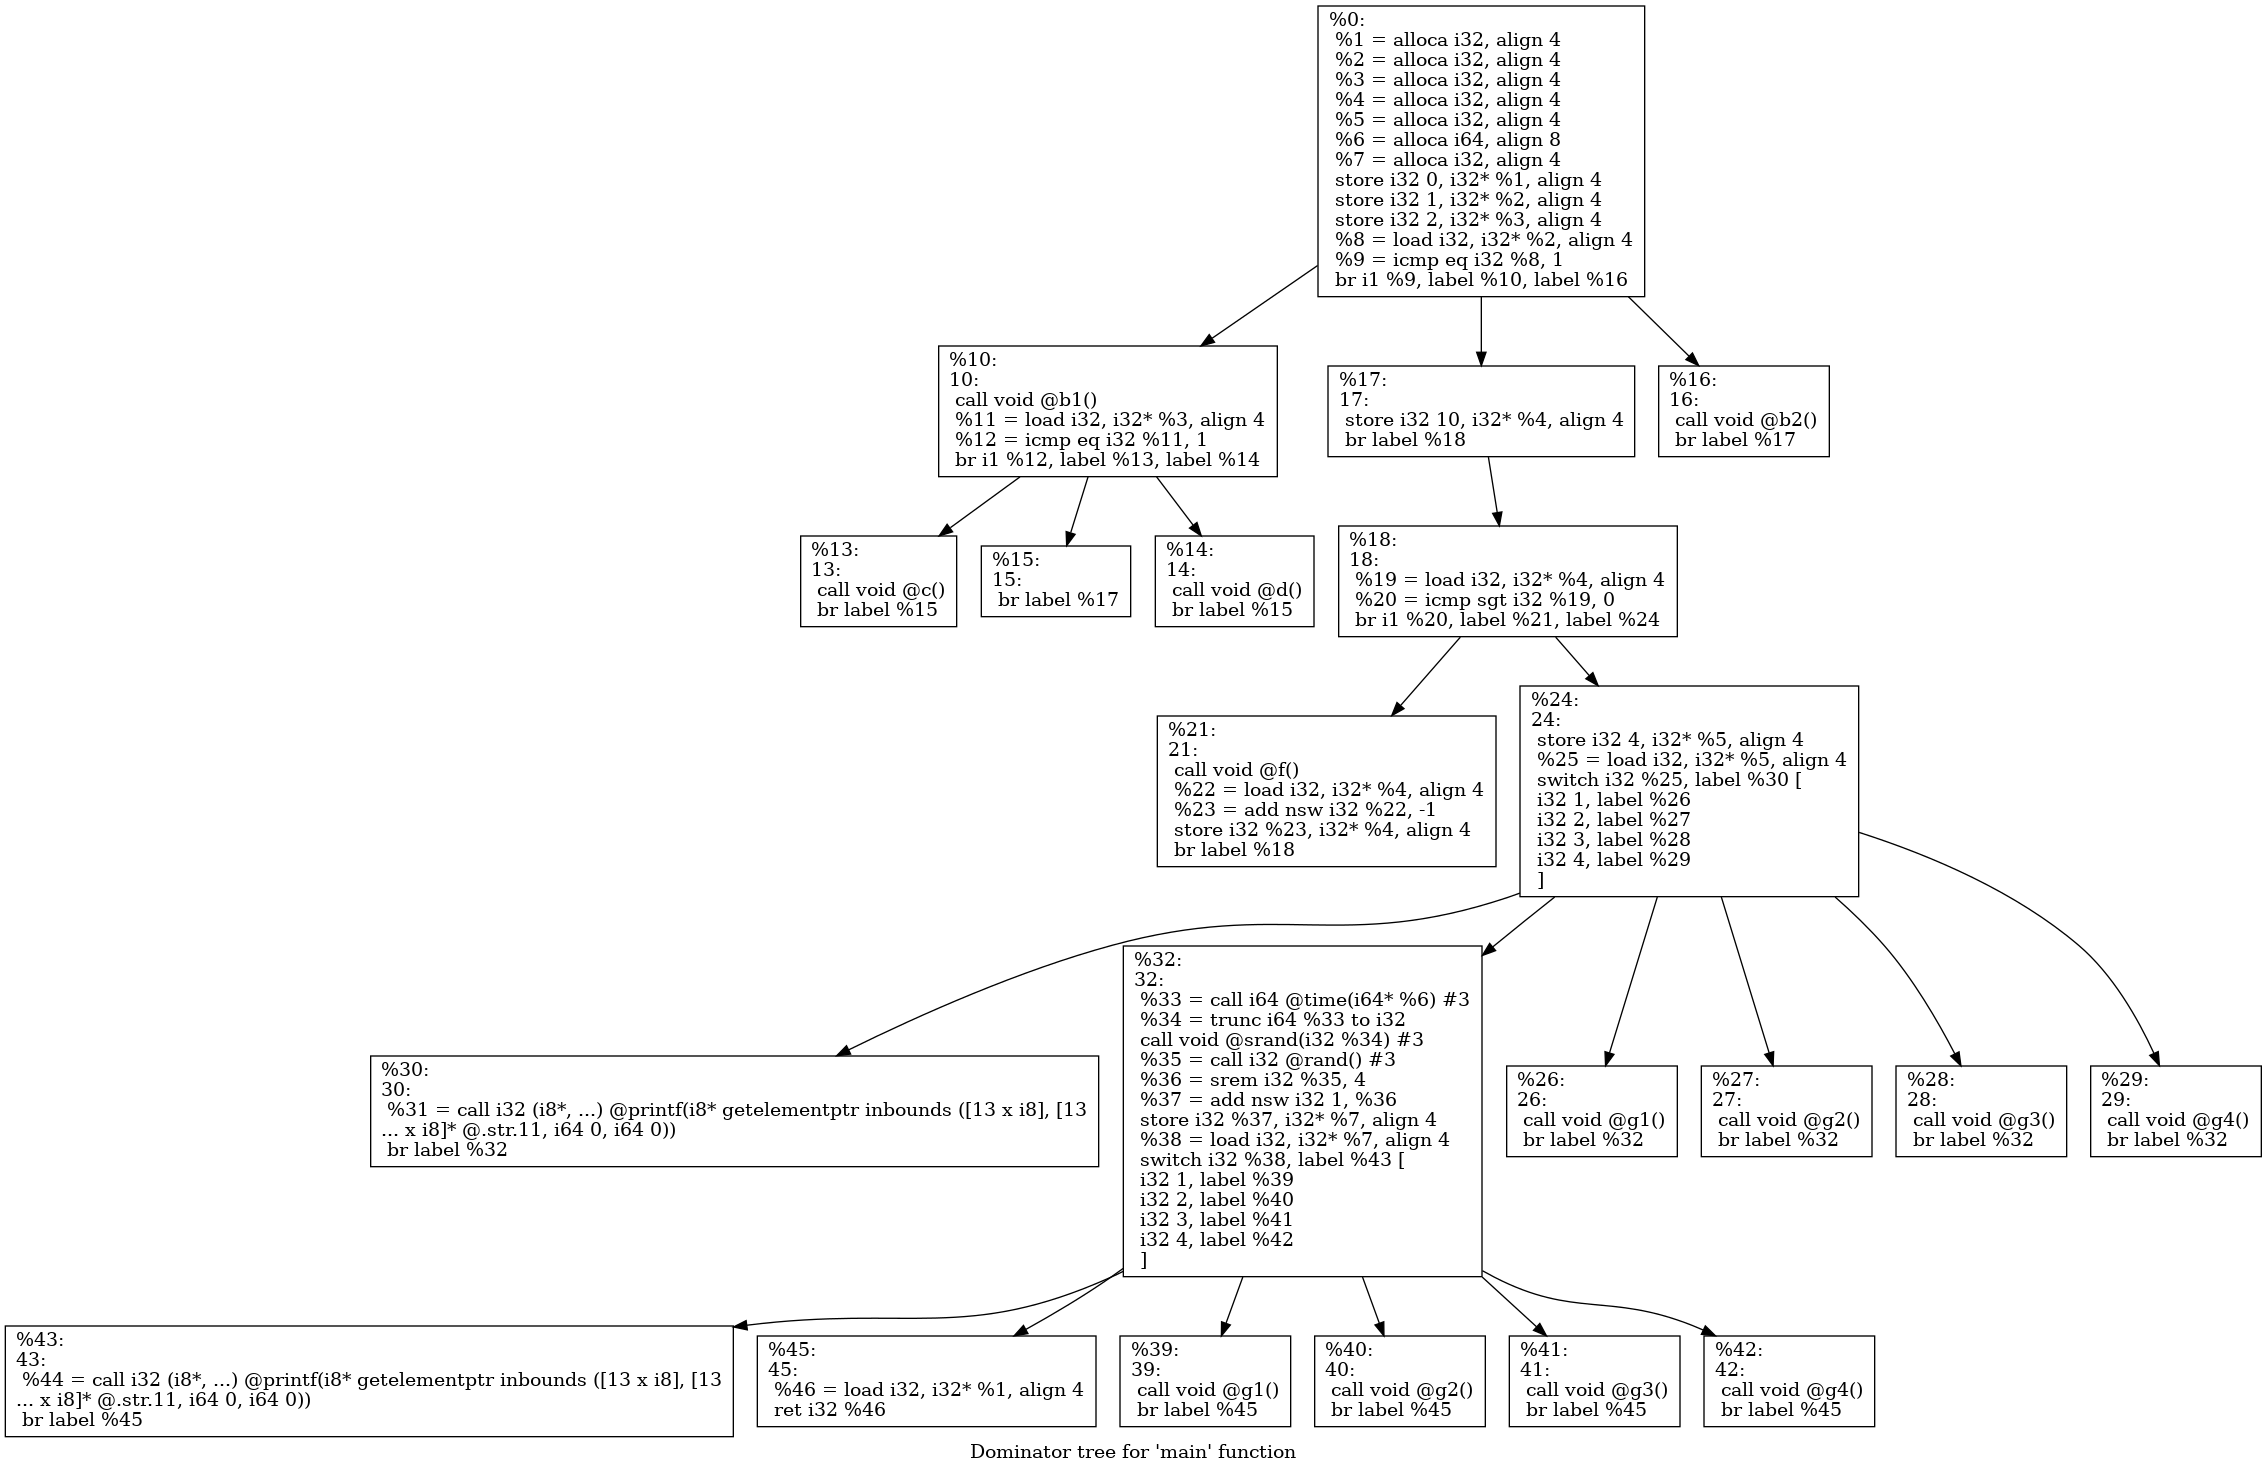 %0:
%1 = alloca i32, align 4
%2 = alloca i32, align 4
%3 = alloca i32, align 4
%4 = alloca i32, align 4
%5 = alloca i32, align 4
%6 = alloca i64, align 8
%7 = alloca i32, align 4
store i32 0, i32* %1, align 4
store i32 1, i32* %2, align 4
store i32 2, i32* %3, align 4
%8 = load i32, i32* %2, align 4
%9 = icmp eq i32 %8, 1
br i1 %9, label %10, label %16
%10:
10:
call void @b1()
%11 = load i32, i32* %3, align 4
%12 = icmp eq i32 %11, 1
br i1 %12, label %13, label %14
%17:
17:
store i32 10, i32* %4, align 4
br label %18
%16:
16:
call void @b2()
br label %17
%13:
13:
call void @c()
br label %15
%15:
15:
br label %17
%14:
14:
call void @d()
br label %15
%18:
18:
%19 = load i32, i32* %4, align 4
%20 = icmp sgt i32 %19, 0
br i1 %20, label %21, label %24
%21:
21:
call void @f()
%22 = load i32, i32* %4, align 4
%23 = add nsw i32 %22, -1
store i32 %23, i32* %4, align 4
br label %18
%24:
24:
store i32 4, i32* %5, align 4
%25 = load i32, i32* %5, align 4
switch i32 %25, label %30 [
i32 1, label %26
i32 2, label %27
i32 3, label %28
i32 4, label %29
]
%30:
30:
%31 = call i32 (i8*, ...) @printf(i8* getelementptr inbounds ([13 x i8], [13
... x i8]* @.str.11, i64 0, i64 0))
br label %32
%32:
32:
%33 = call i64 @time(i64* %6) #3
%34 = trunc i64 %33 to i32
call void @srand(i32 %34) #3
%35 = call i32 @rand() #3
%36 = srem i32 %35, 4
%37 = add nsw i32 1, %36
store i32 %37, i32* %7, align 4
%38 = load i32, i32* %7, align 4
switch i32 %38, label %43 [
i32 1, label %39
i32 2, label %40
i32 3, label %41
i32 4, label %42
]
%26:
26:
call void @g1()
br label %32
%27:
27:
call void @g2()
br label %32
%28:
28:
call void @g3()
br label %32
%29:
29:
call void @g4()
br label %32
%43:
43:
%44 = call i32 (i8*, ...) @printf(i8* getelementptr inbounds ([13 x i8], [13
... x i8]* @.str.11, i64 0, i64 0))
br label %45
%45:
45:
%46 = load i32, i32* %1, align 4
ret i32 %46
%39:
39:
call void @g1()
br label %45
%40:
40:
call void @g2()
br label %45
%41:
41:
call void @g3()
br label %45
%42:
42:
call void @g4()
br label %45
Dominator tree for 'main' function